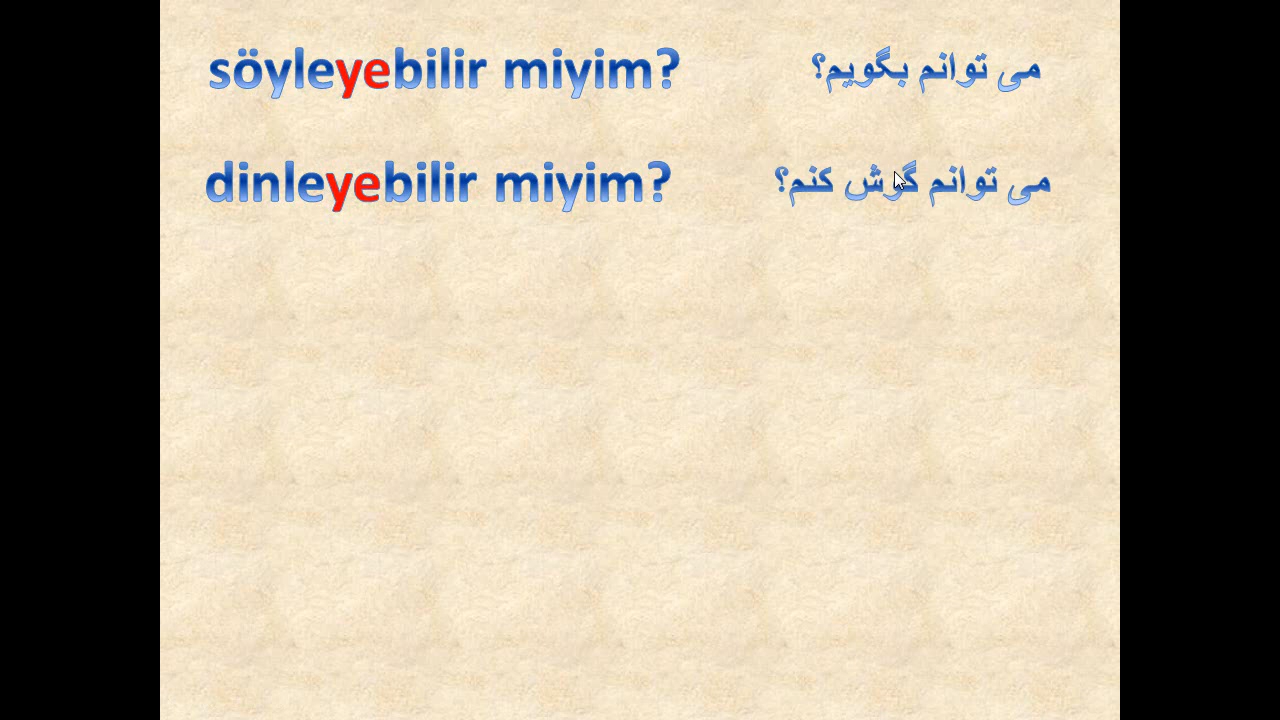 söyleyebilir miyim? می توانم بگویم؟
dinleyebilir miyim? می توانم گوش کنم؟